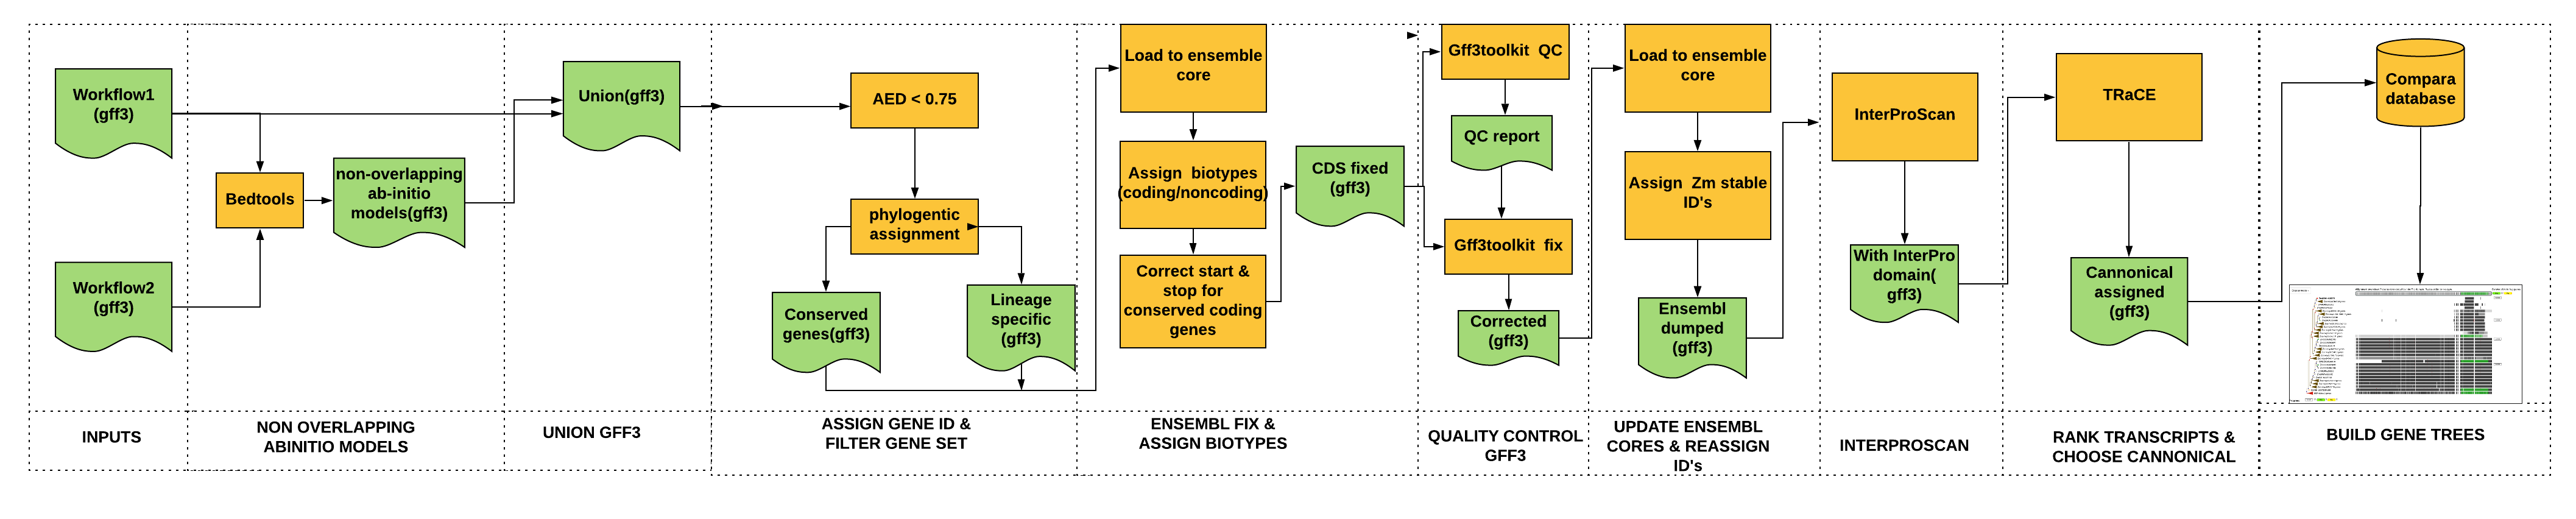 Workflow1
(gff3)
Workflow2
(gff3)
INPUTS
Bedtools
non-overlapping
ab-initio
models(gff3)
NON OVERLAPPING
ABINITIO MODELS
Union(gff3)
UNION GFF3
AED < 0.75
phylogentic
assignment
Conserved
genes(gff3)
Lineage
specific
(gff3)
ASSIGN GENE ID &
FILTER GENE SET
Load to ensemble
core
Assign biotypes
(coding/noncoding)
Correct start &
stop for
conserved coding
genes
CDS fixed
(gff3)
ENSEMBL FIX &
ASSIGN BIOTYPES
Gff3toolkit QC
QC report
Gff3toolkit fix
Corrected
(gff3)
QUALITY CONTROL
GFF3
Load to ensemble
core
Assign Zm stable
ID's
Ensembl
dumped
(gff3)
UPDATE ENSEMBL
CORES & REASSIGN
ID's
InterProScan
With InterPro
domain(
gff3)
INTERPROSCAN
TRaCE
Cannonical
assigned
(gff3)
RANK TRANSCRIPTS &
CHOOSE CANNONICAL
Compara
database
BUILD GENE TREES